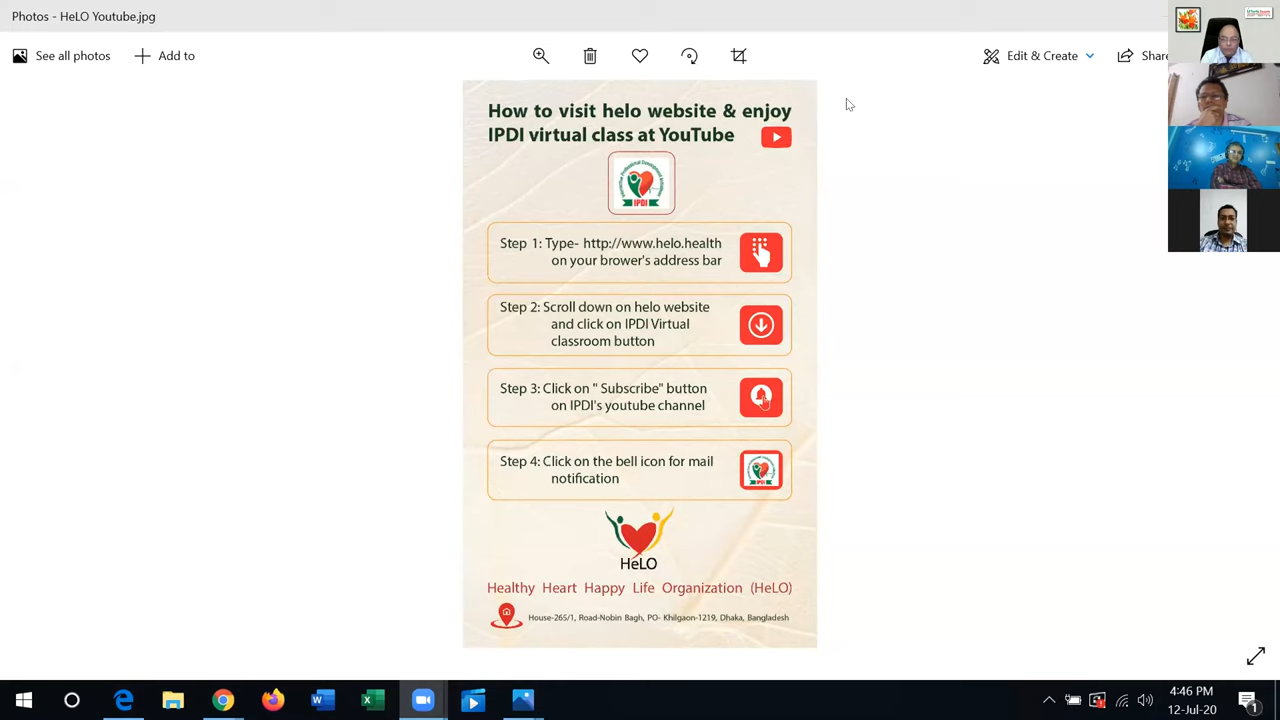 Photos - HeLO Youtube.jpg
See all photos
Add to
Edit & Create
Share
How to visit helo website & enjoy
IPDI virtual class at YouTube
IPDI
Step 1: Type- http://www.helo.health
on your brower's address bar
Step 2: Scroll down on helo website
and click on IPDI Virtual
classroom button
Step 3: Click on " Subscribe" button
on IPDI's youtube channel
Step 4: Click on the bell icon for mail
notification
IPDI
HeLO
Healthy Heart Happy Life Organization (HeLO)
House-265/1, Road-Nobin Bagh, PO- Khilgaon-1219, Dhaka, Bangladesh
4:46 PM
12-Jul-20
1